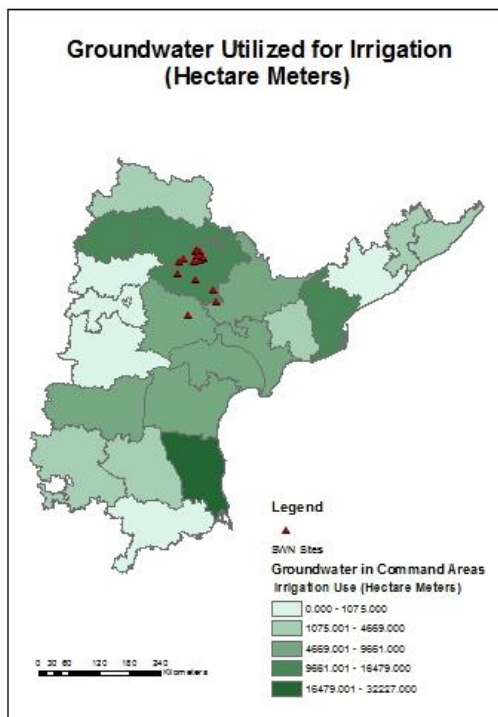 Groundwater Utilized for Irrigation
(Hectare Meters)
Legend
SWN Sites
Groundwater in Command Areas
Irrigation Use (Hectare Meters)
0.000 - 1075.000
1075.001 - 4669.000
4669.001 - 9661.000
9661.001 - 16479.000
16479.001 - 32227.000
0 30 60 120 180 240
Kilometers